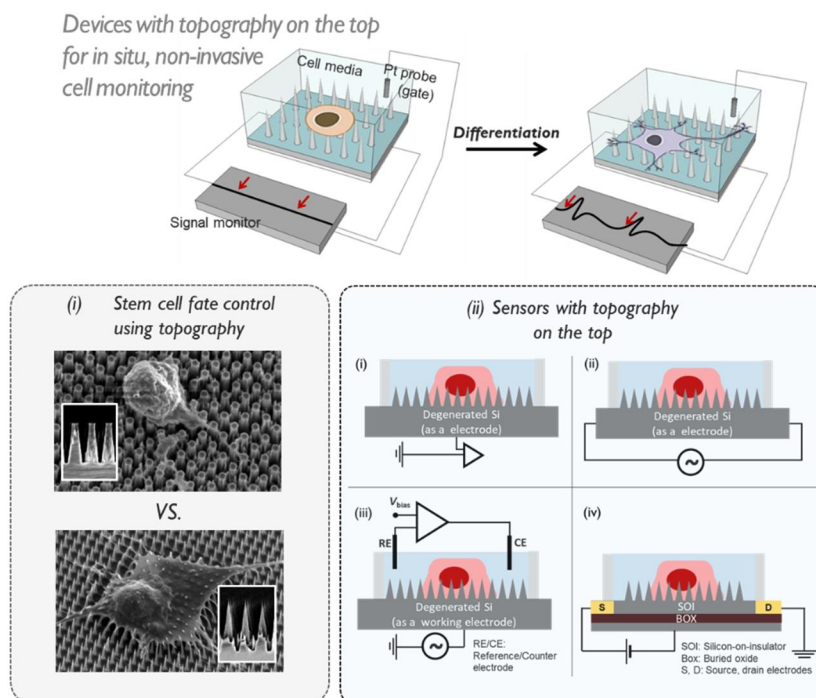 Devices with topography on the top
for in situ, non-invasive
cell monitoring
Cell media
Pt probe
(gate)
Signal monitor
Differentiation
(i) Stem cell fate control
using topography
VS.
(ii) Sensors with topography
on the top
(i)
Degenerated Si
(as a electrode)
(ii)
Degenerated Si
(as a electrode)
(iii)
Vbias
RE
CE
Degenerated Si
(as a working electrode)
RE/CE:
Reference/Counter
electrode
(iv)
S
SOI
D
BOX
SOI: Silicon-on-insulator
Box: Buried oxide
S, D: Source, drain electrodes